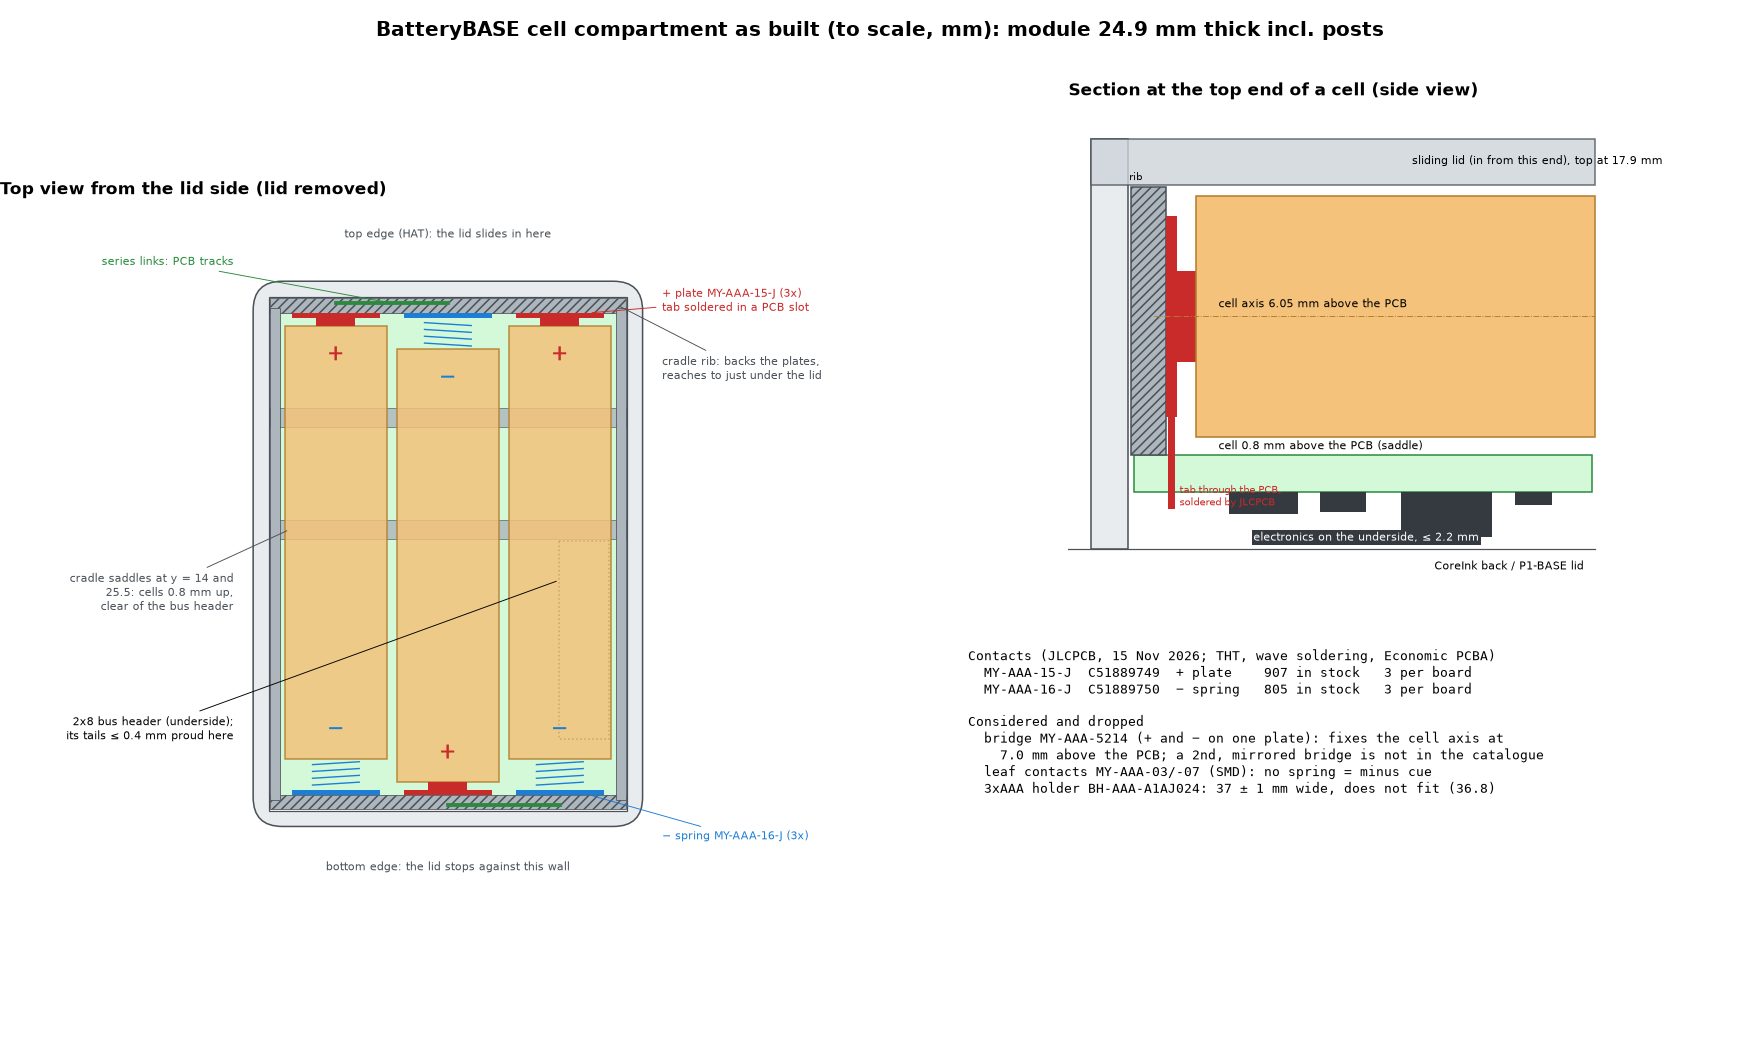 BatteryBASE cell compartment as built (to scale, mm): module 24.9 mm thick incl. posts
Top view from the lid side (lid removed)
top edge (HAT): the lid slides in here
series links: PCB tracks
+ plate MY-AAA-15-J (3x)
tab soldered in a PCB slot
cradle rib: backs the plates,
reaches to just under the lid
+
−
+
cradle saddles at y = 14 and
25.5: cells 0.8 mm up,
clear of the bus header
2x8 bus header (underside);
its tails ≤ 0.4 mm proud here
−
+
−
− spring MY-AAA-16-J (3x)
bottom edge: the lid stops against this wall
Section at the top end of a cell (side view)
sliding lid (in from this end), top at 17.9 mm
rib
cell axis 6.05 mm above the PCB
cell 0.8 mm above the PCB (saddle)
tab through the PCB,
soldered by JLCPCB
electronics on the underside, ≤ 2.2 mm
CoreInk back / P1-BASE lid
Contacts (JLCPCB, 15 Nov 2026; THT, wave soldering, Economic PCBA)
MY-AAA-15-J C51889749 + plate 907 in stock 3 per board
MY-AAA-16-J C51889750 − spring 805 in stock 3 per board
Considered and dropped
bridge MY-AAA-5214 (+ and − on one plate): fixes the cell axis at
7.0 mm above the PCB; a 2nd, mirrored bridge is not in the catalogue
leaf contacts MY-AAA-03/-07 (SMD): no spring = minus cue
3xAAA holder BH-AAA-A1AJ024: 37 ± 1 mm wide, does not fit (36.8)